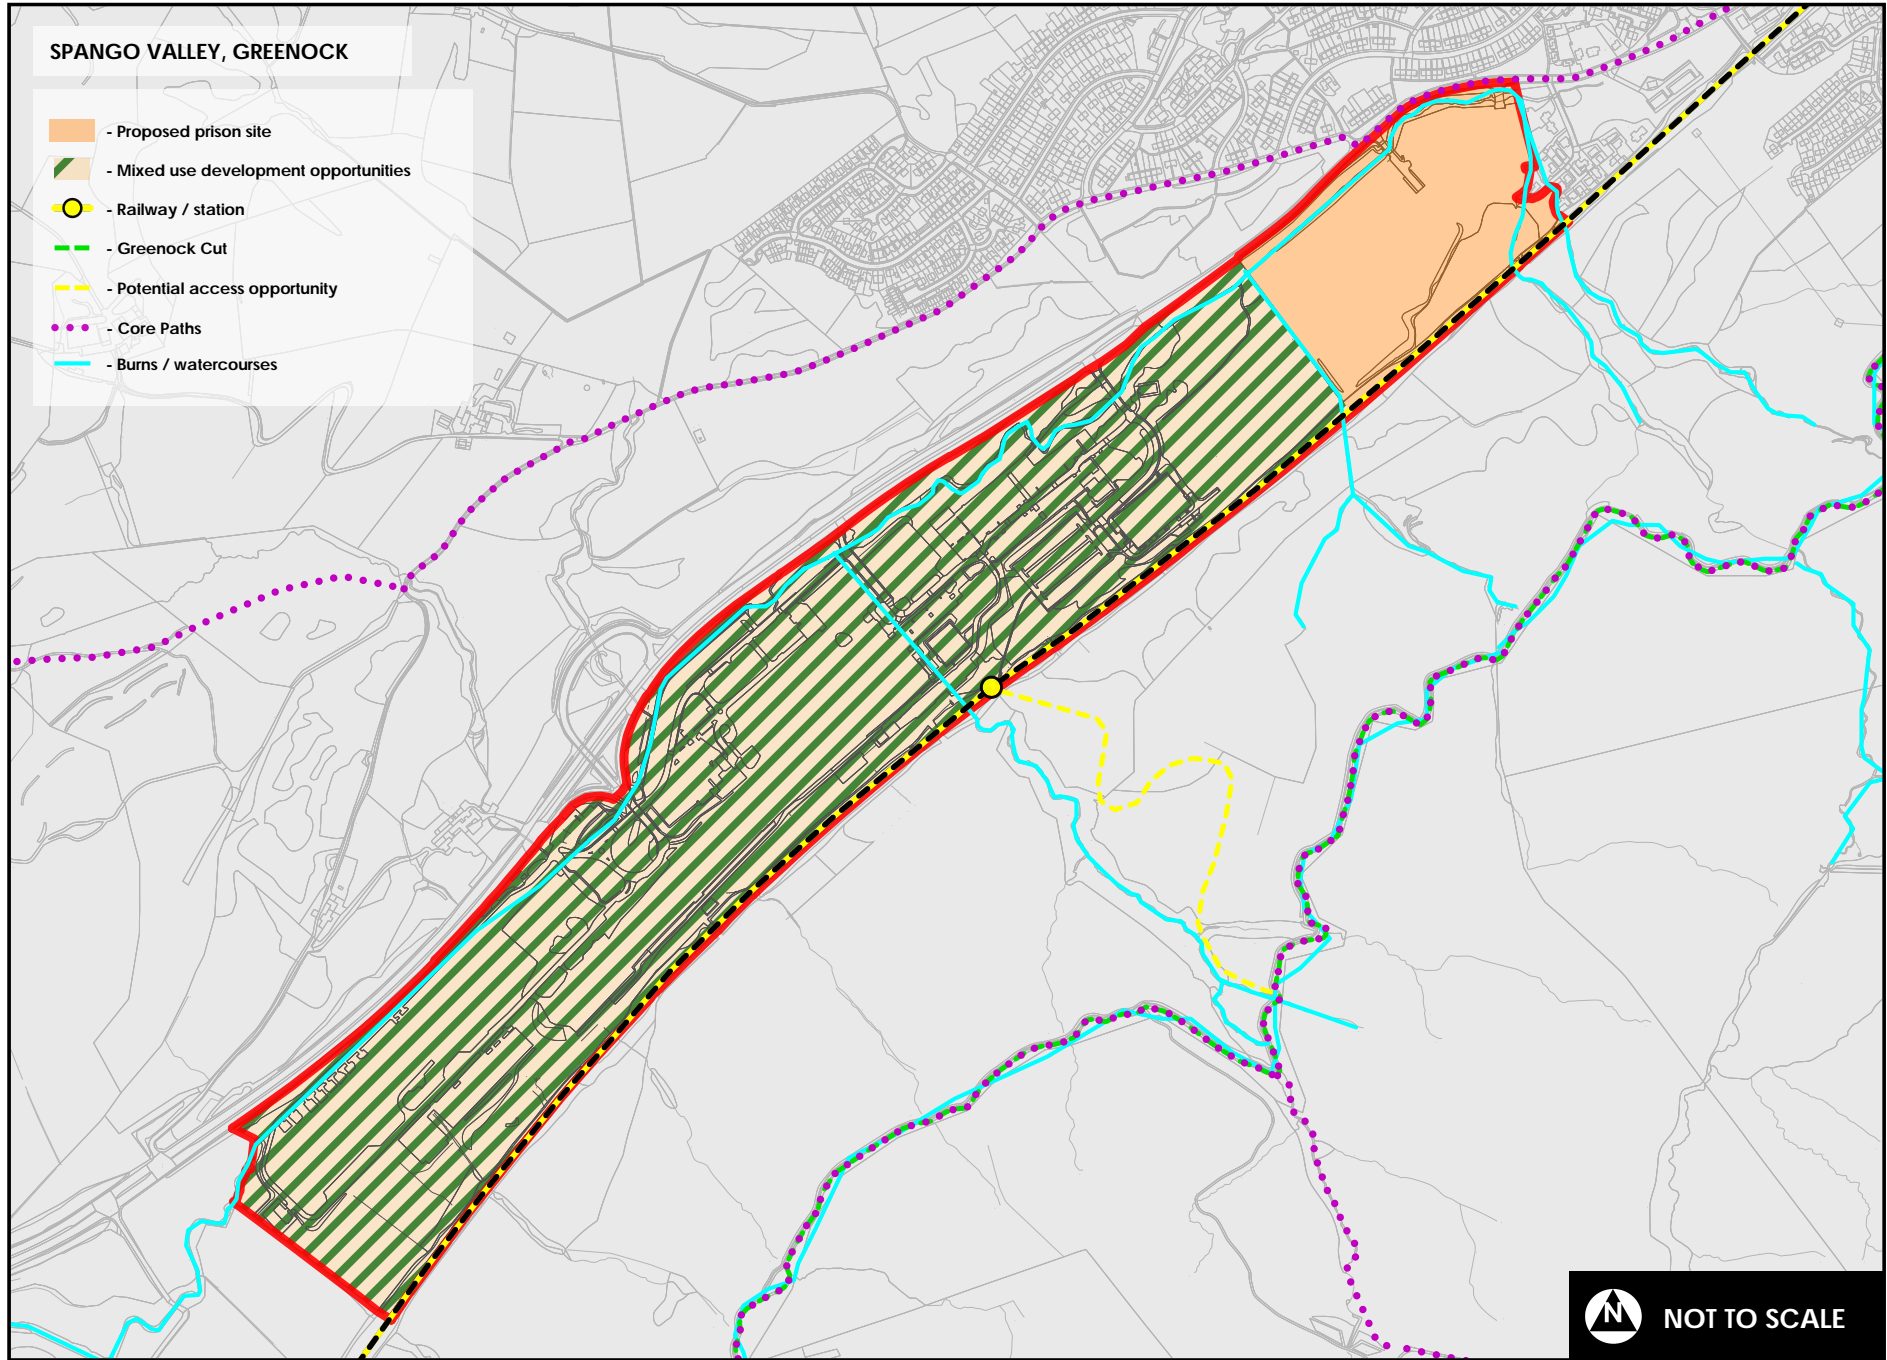 SPANGO VALLEY, GREENOCK
- Proposed prison site
- Mixed use development opportunities
- Railway / station
- Greenock Cut
- Potential access opportunity
- Core Paths
- Burns / watercourses
N
NOT TO SCALE